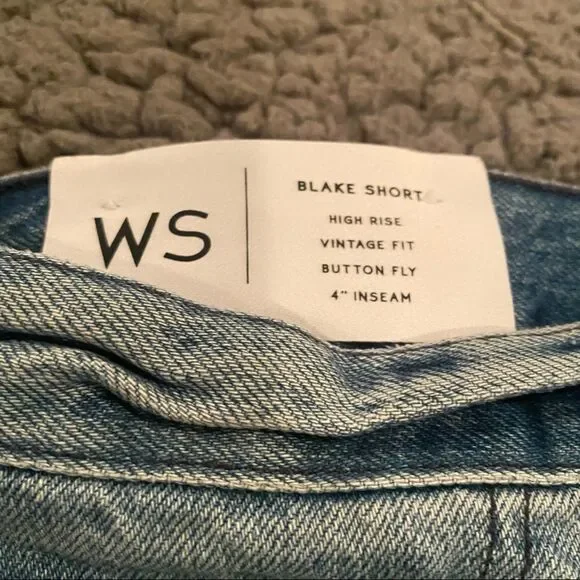 WS
BLAKE SHORT
HIGH RISE
VINTAGE FIT
BUTTON FLY
4" INSEAM